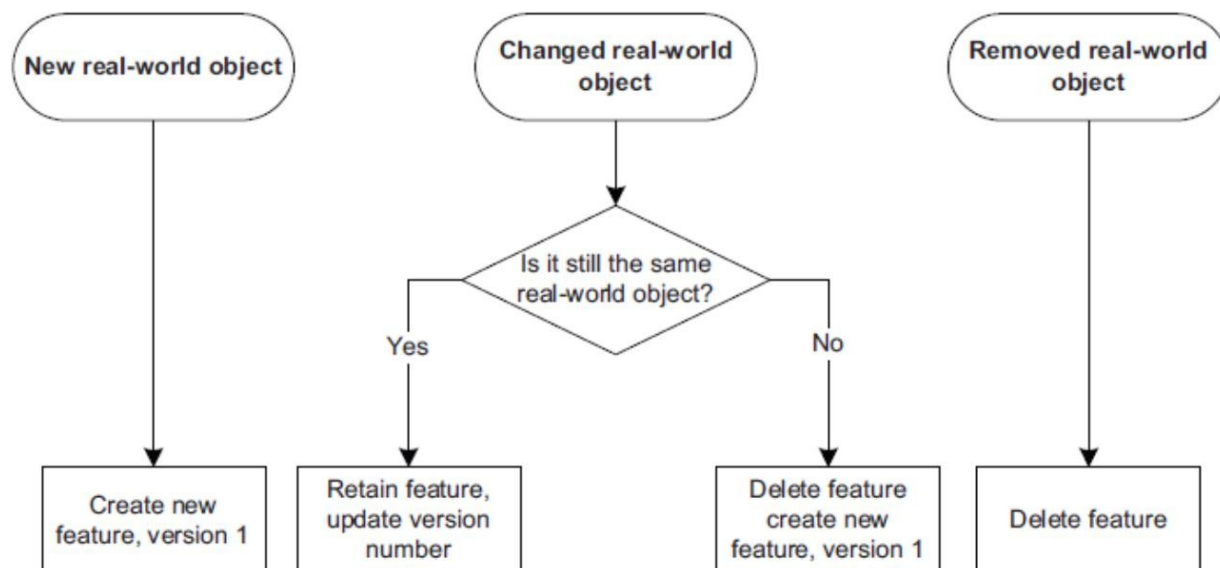 New real-world object
Changed real-world
object
Removed real-world
object
Is it still the same
real-world object?
Yes
No
Create new
feature, version 1
Retain feature,
update version
number
Delete feature
create new
feature, version 1
Delete feature